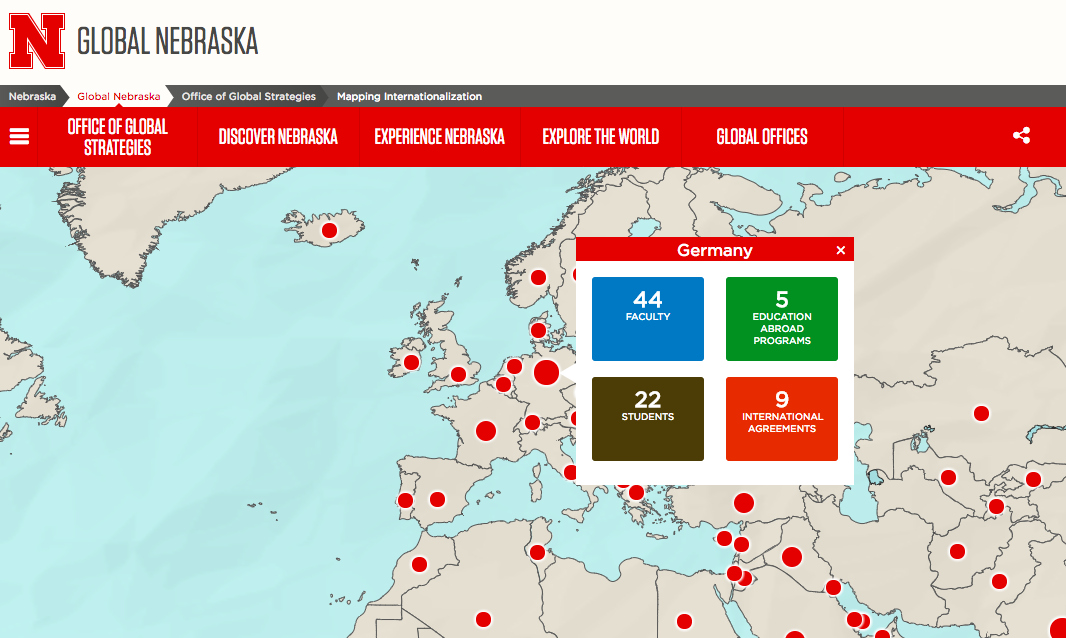 N
GLOBAL NEBRASKA
Nebraska Global Nebraska Office of Global Strategies Mapping Internationalization
OFFICE OF GLOBAL
STRATEGIES
DISCOVER NEBRASKA
EXPERIENCE NEBRASKA
EXPLORE THE WORLD
GLOBAL OFFICES
Germany ×
44
FACULTY
5
EDUCATION
ABROAD
PROGRAMS
22
STUDENTS
9
INTERNATIONAL
AGREEMENTS